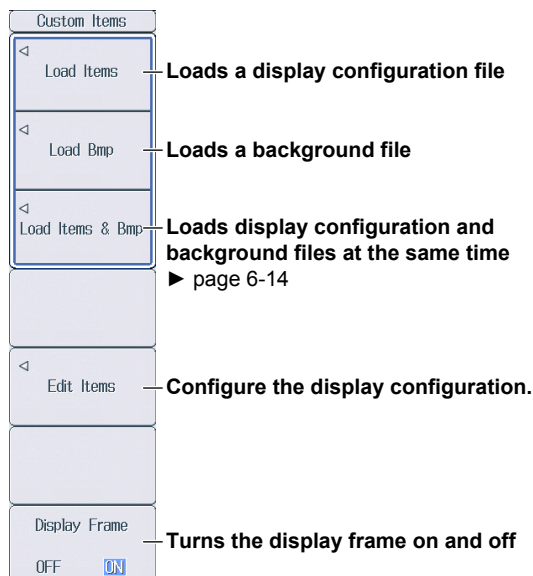 Custom Items
Load Items
Loads a display configuration file
Load Bmp
Loads a background file
Load Items & Bmp
Loads display configuration and
background files at the same time
► page 6-14
Edit Items
Configure the display configuration.
Display Frame
OFF ON
Turns the display frame on and off